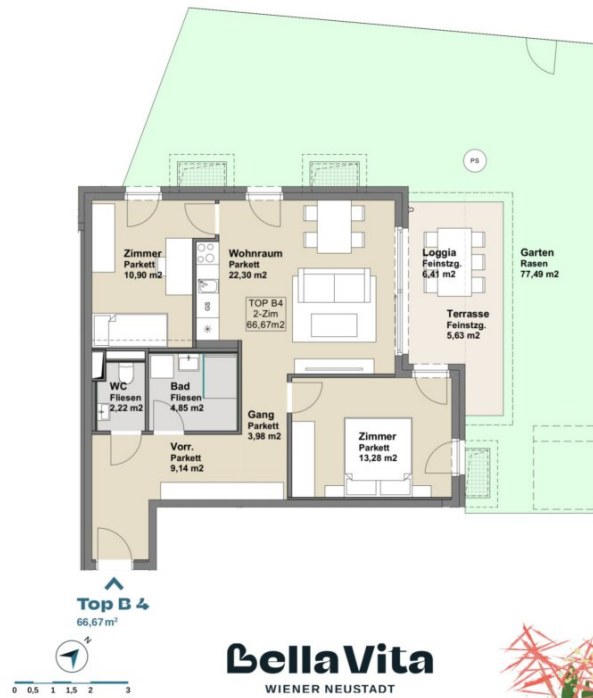 PS
Zimmer
Parkett
10,90 m2
Wohnraum
Parkett
22,30 m2
GS
TOP B4
2-Zim
66,67m2
Loggia
Feinstzg.
6,41 m2
Garten
Rasen
77,49 m2
Terrasse
Feinstzg.
5,63 m2
WC
Fliesen
2,22 m2
Bad
Fliesen
4,85 m2
Gang
Parkett
3,98 m2
Zimmer
Parkett
13,28 m2
Vorr.
Parkett
9,14 m2
Top B 4
66,67 m²
N
0 0,5 1 1,5 2 3
BellaVita
WIENER NEUSTADT